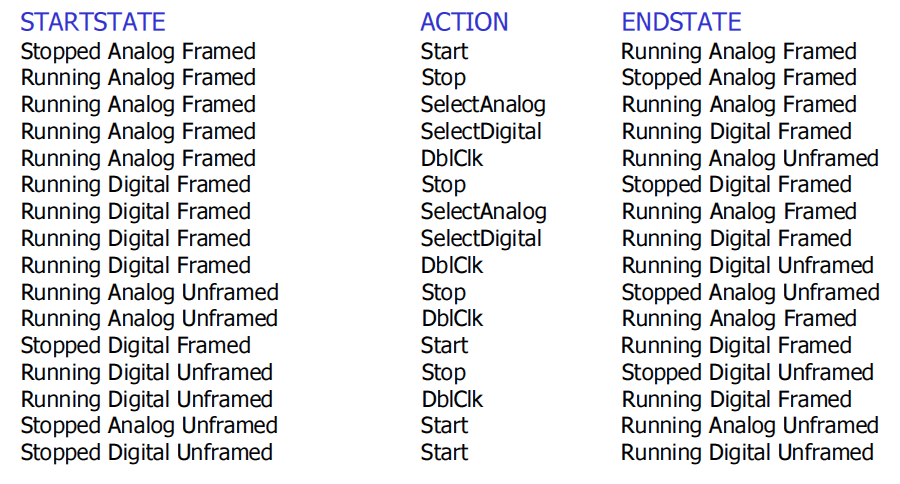 STARTSTATE ACTION ENDSTATE
Stopped Analog Framed Start Running Analog Framed
Running Analog Framed Stop Stopped Analog Framed
Running Analog Framed SelectAnalog Running Analog Framed
Running Analog Framed SelectDigital Running Digital Framed
Running Analog Framed DblClk Running Analog Unframed
Running Digital Framed Stop Stopped Digital Framed
Running Digital Framed SelectAnalog Running Analog Framed
Running Digital Framed SelectDigital Running Digital Framed
Running Digital Framed DblClk Running Digital Unframed
Running Analog Unframed Stop Stopped Analog Unframed
Running Analog Unframed DblClk Running Analog Framed
Stopped Digital Framed Start Running Digital Framed
Running Digital Unframed Stop Stopped Digital Unframed
Running Digital Unframed DblClk Running Digital Framed
Stopped Analog Unframed Start Running Analog Unframed
Stopped Digital Unframed Start Running Digital Unframed